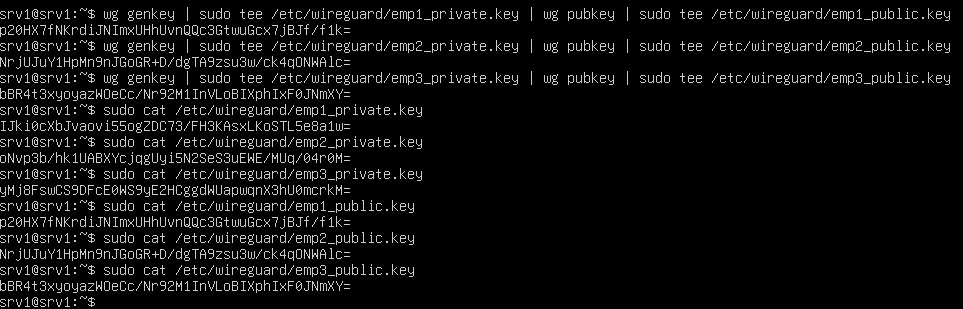 srv1@srv1:~$ wg genkey | sudo tee /etc/wireguard/emp1_private.key | wg pubkey | sudo tee /etc/wireguard/emp1_public.key
p20HX7fNKrdiJNImxUHhUvnQQc3GtwuGcx7jBJf/f1k=
srv1@srv1:~$ wg genkey | sudo tee /etc/wireguard/emp2_private.key | wg pubkey | sudo tee /etc/wireguard/emp2_public.key
NrjUJuY1HpMn9nJGoGR+D/dgTA9zsu3w/ck4qONWAlc=
srv1@srv1:~$ wg genkey | sudo tee /etc/wireguard/emp3_private.key | wg pubkey | sudo tee /etc/wireguard/emp3_public.key
bBR4t3xyoyazWOeCc/Nr92M1InVLoBIXphIxF0JNmXY=
srv1@srv1:~$ sudo cat /etc/wireguard/emp1_private.key
IJki0cXbJvaovi55ogZDC73/FH3KAsxLKoSTL5e8a1w=
srv1@srv1:~$ sudo cat /etc/wireguard/emp2_private.key
oNvp3b/hk1UABXYcjqgUyi5N2SeS3uEWE/MUq/04r0M=
srv1@srv1:~$ sudo cat /etc/wireguard/emp3_private.key
yMj8FswCS9DFcE0WS9yE2HCggdWUapwqnX3hU0mcrkM=
srv1@srv1:~$ sudo cat /etc/wireguard/emp1_public.key
p20HX7fNKrdiJNImxUHhUvnQQc3GtwuGcx7jBJf/f1k=
srv1@srv1:~$ sudo cat /etc/wireguard/emp2_public.key
NrjUJuY1HpMn9nJGoGR+D/dgTA9zsu3w/ck4qONWAlc=
srv1@srv1:~$ sudo cat /etc/wireguard/emp3_public.key
bBR4t3xyoyazWOeCc/Nr92M1InVLoBIXphIxF0JNmXY=
srv1@srv1:~$